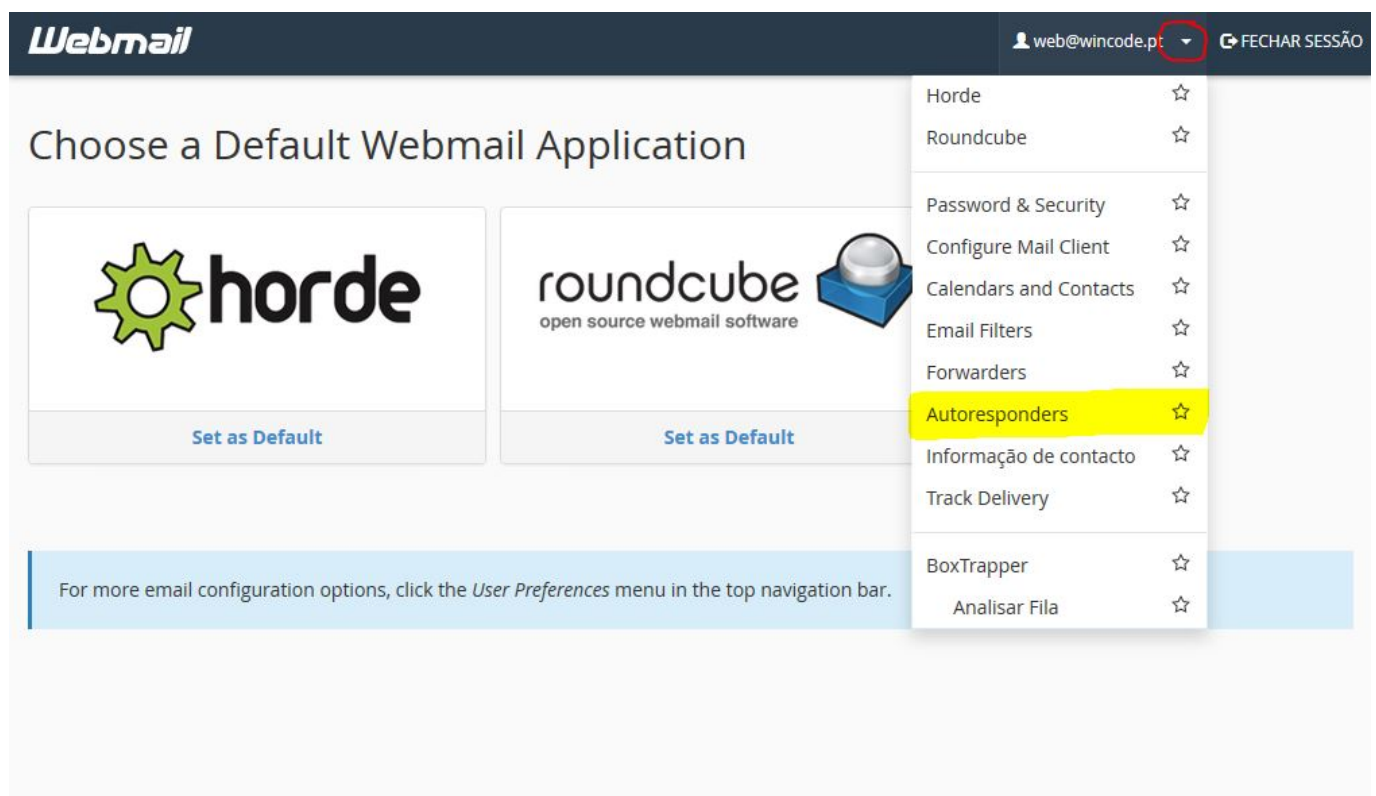 Webmail
web@wincode.pt
FECHAR SESSÃO
Choose a Default Webmail Application
horde
Set as Default
roundcube
open source webmail software
Set as Default
Horde
Roundcube
Password & Security
Configure Mail Client
Calendars and Contacts
Email Filters
Forwarders
Autoresponders
Informação de contacto
Track Delivery
BoxTrapper
Analisar Fila
For more email configuration options, click the User Preferences menu in the top navigation bar.